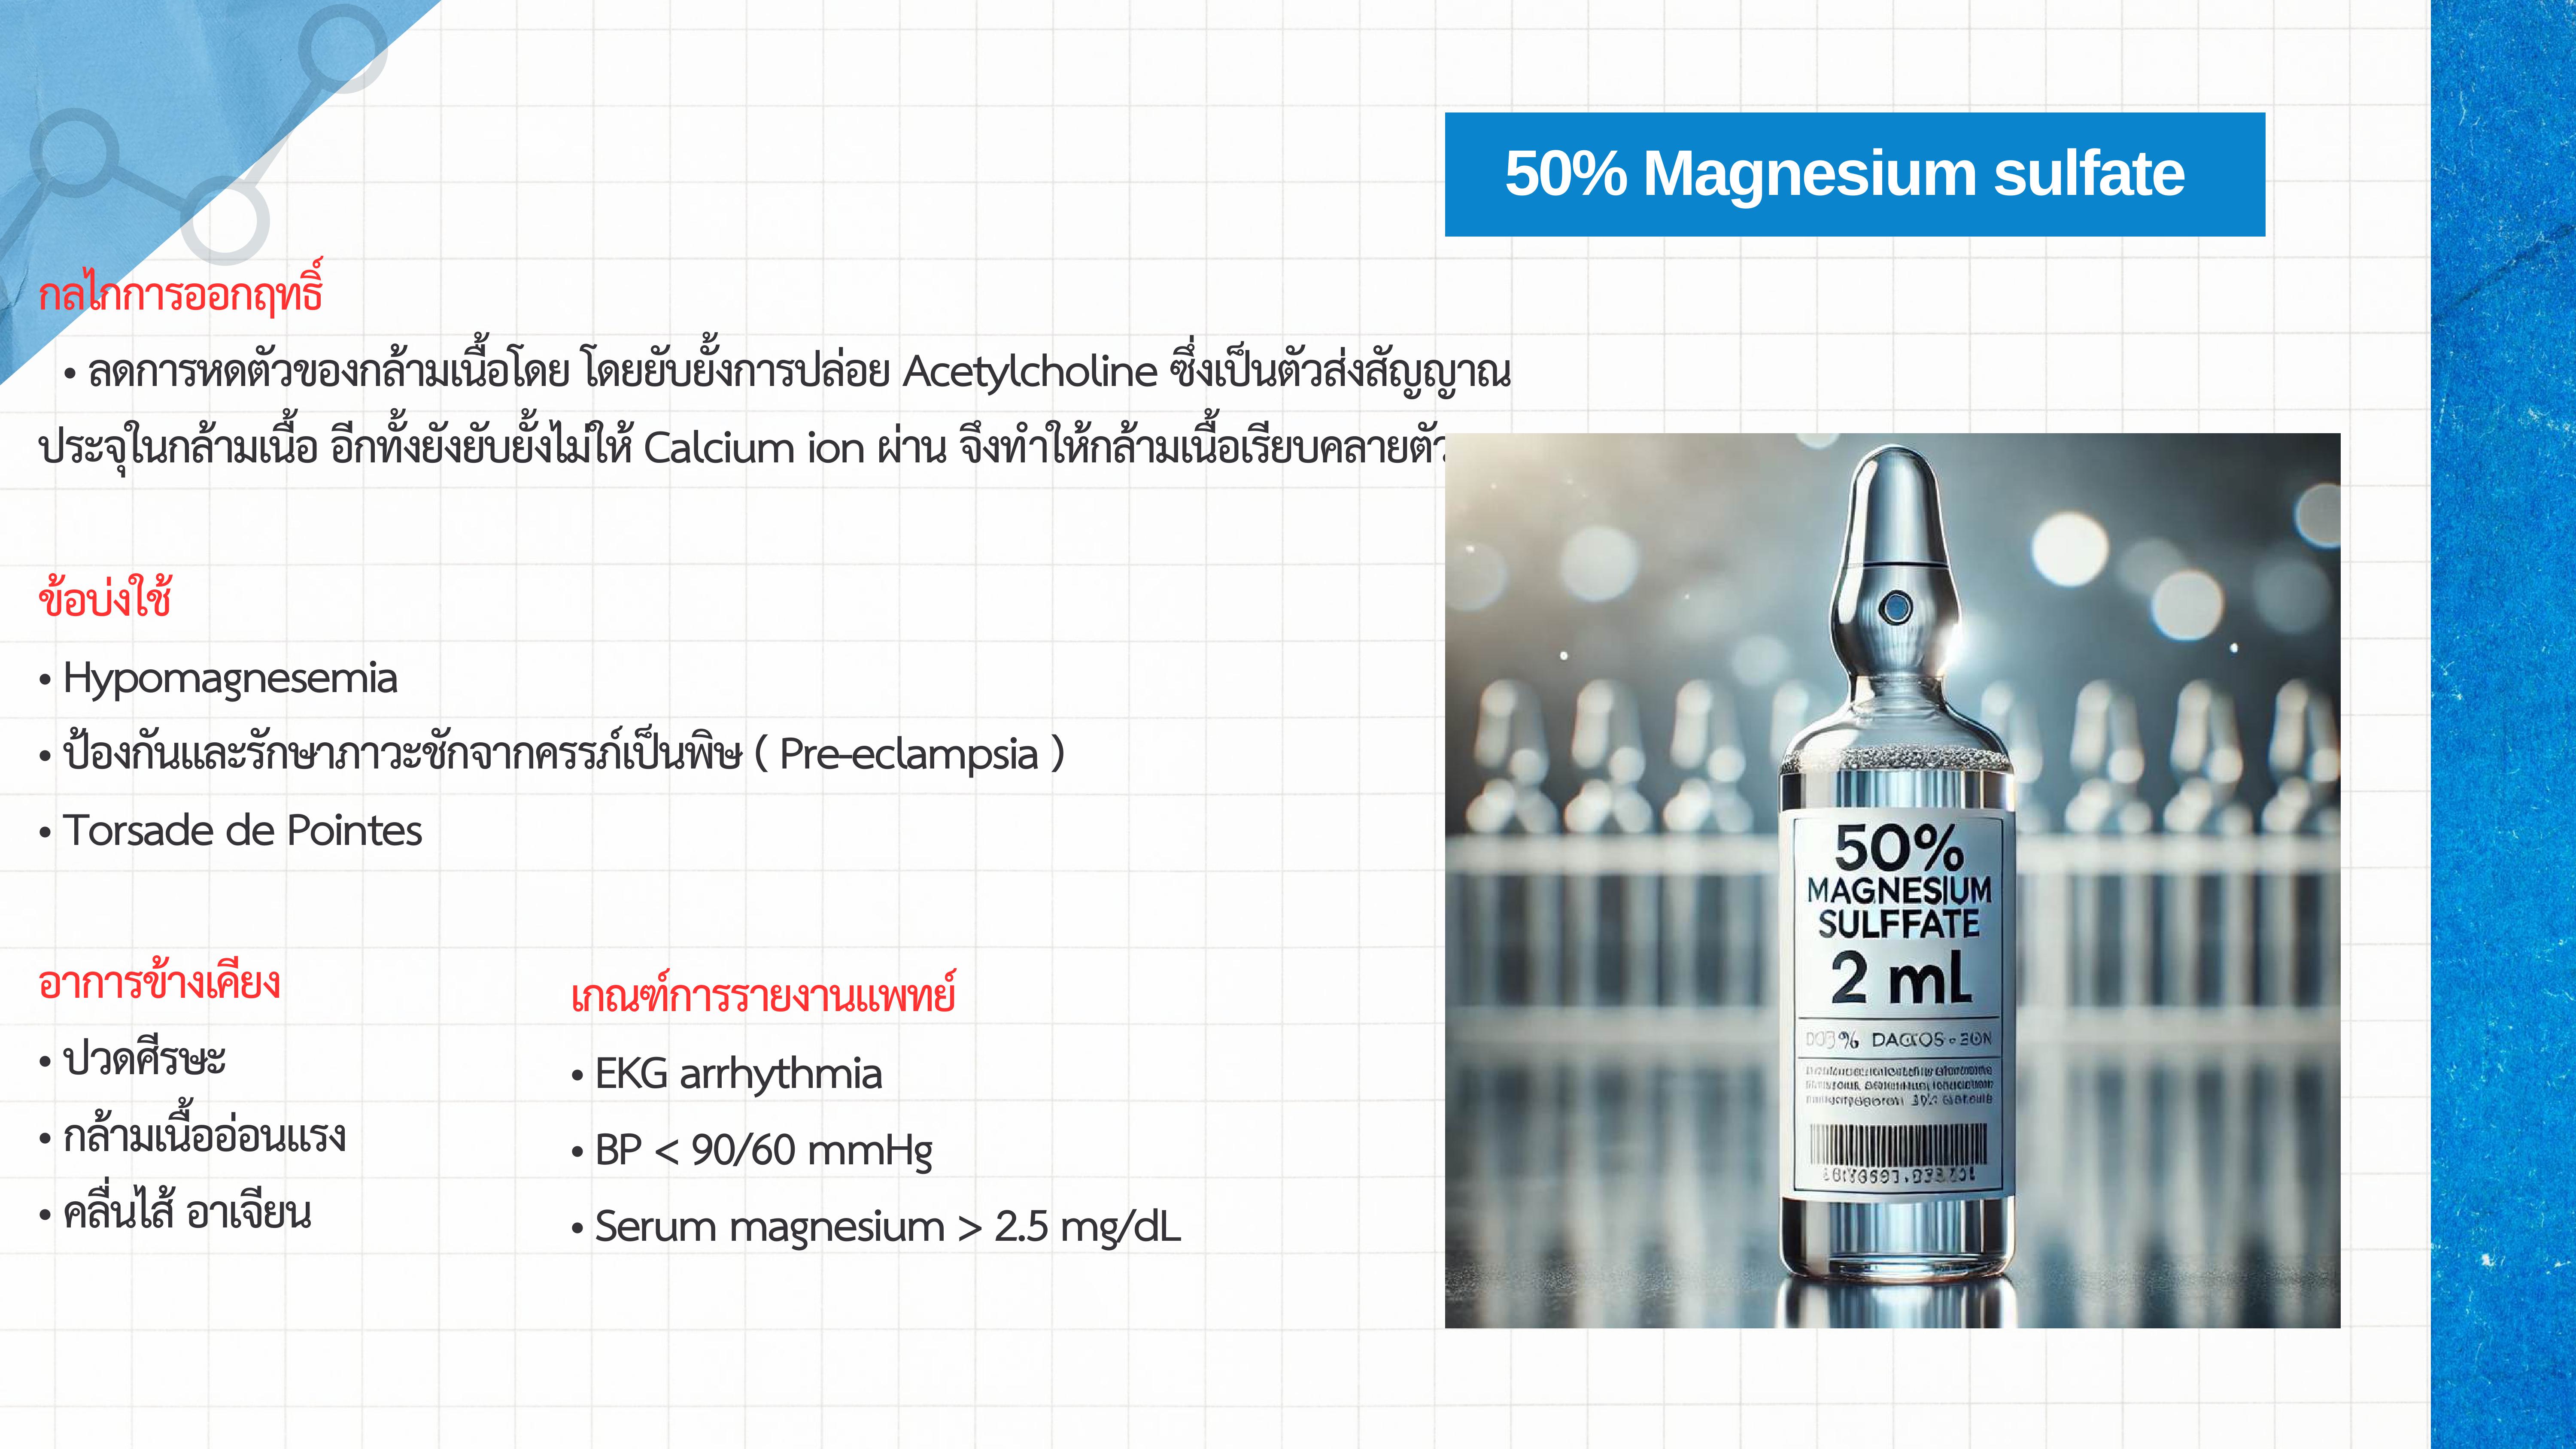 50% Magnesium sulfate
กลไกการออกฤทธิ์
• ลดการหดตัวของกล้ามเนื้อโดย โดยยับยั้งการปล่อย Acetylcholine ซึ่งเป็นตัวส่งสัญญาณ
ประจุในกล้ามเนื้อ อีกทั้งยังยับยั้งไม่ให้ Calcium ion ผ่าน จึงทำให้กล้ามเนื้อเรียบคลายตัว
ข้อบ่งใช้
• Hypomagnesemia
• ป้องกันและรักษาภาวะชักจากครรภ์เป็นพิษ ( Pre-eclampsia )
• Torsade de Pointes
อาการข้างเคียง
• ปวดศีรษะ
• กล้ามเนื้ออ่อนแรง
• คลื่นไส้ อาเจียน
เกณฑ์การรายงานแพทย์
• EKG arrhythmia
• BP < 90/60 mmHg
• Serum magnesium > 2.5 mg/dL
50%
MAGNESIUM
SULFFATE
2 mL